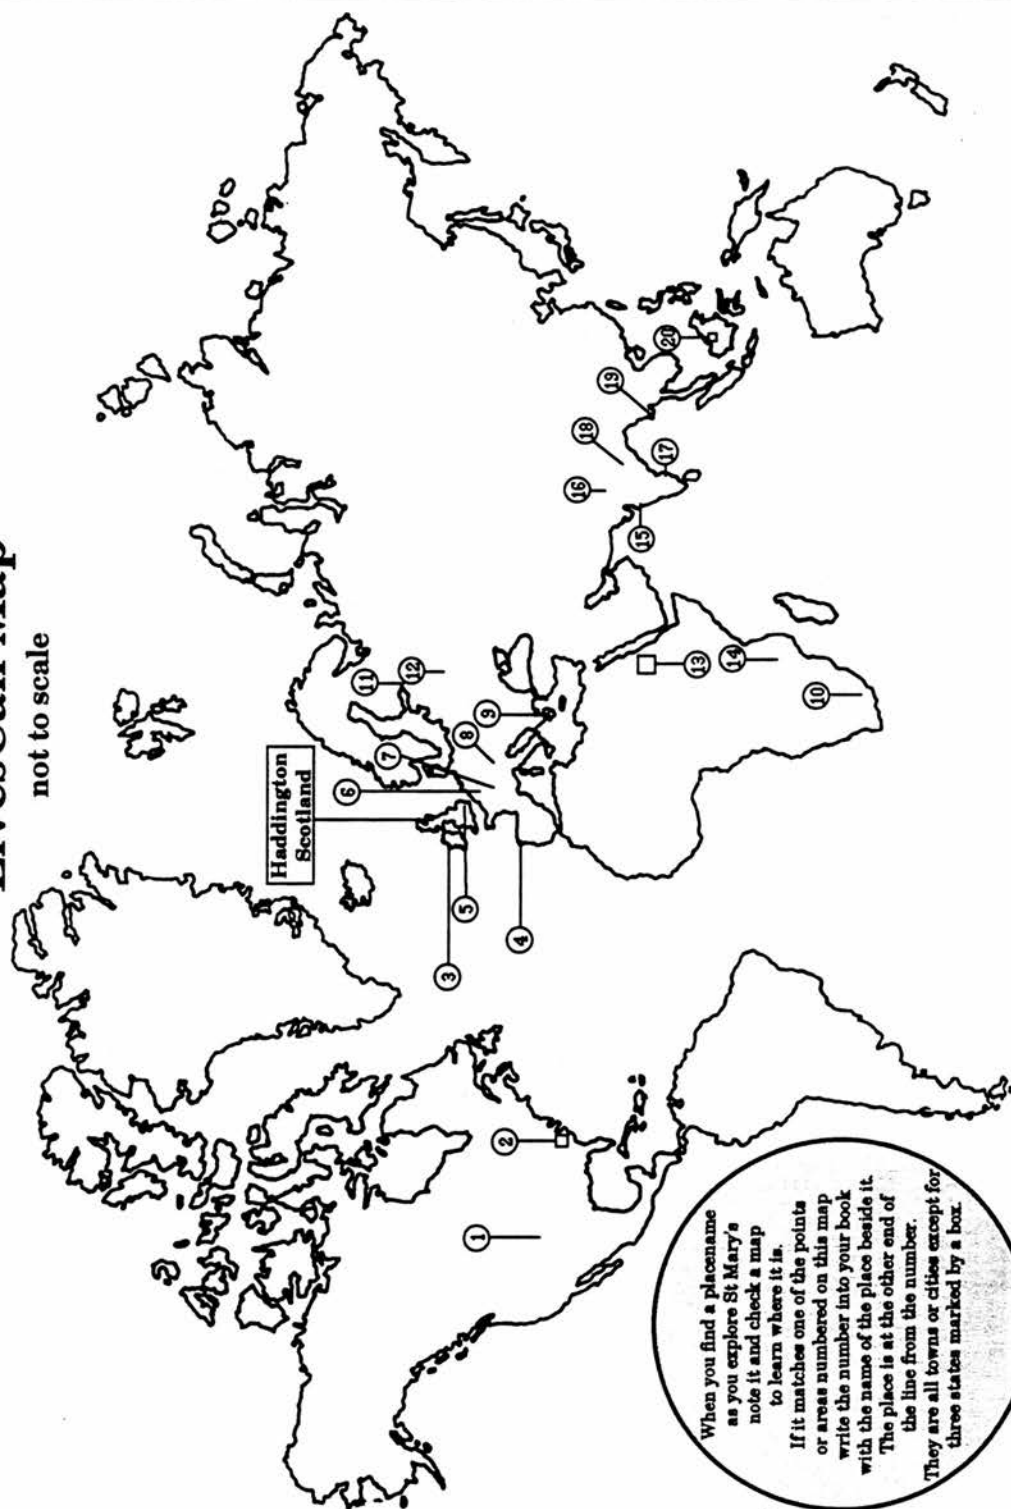 not to scale
Haddington
Scotland
1
2
3
4
5
6
7
8
9
10
11
12
13
14
15
16
17
18
19
20
When you find a placename
as you explore St Mary's
note it and check a map
to learn where it is.
If it matches one of the points
or areas numbered on this map
write the number into your book
with the name of the place beside it
The place is at the other end of
the line from the number.
They are all towns or cities except for
three states marked by a box.